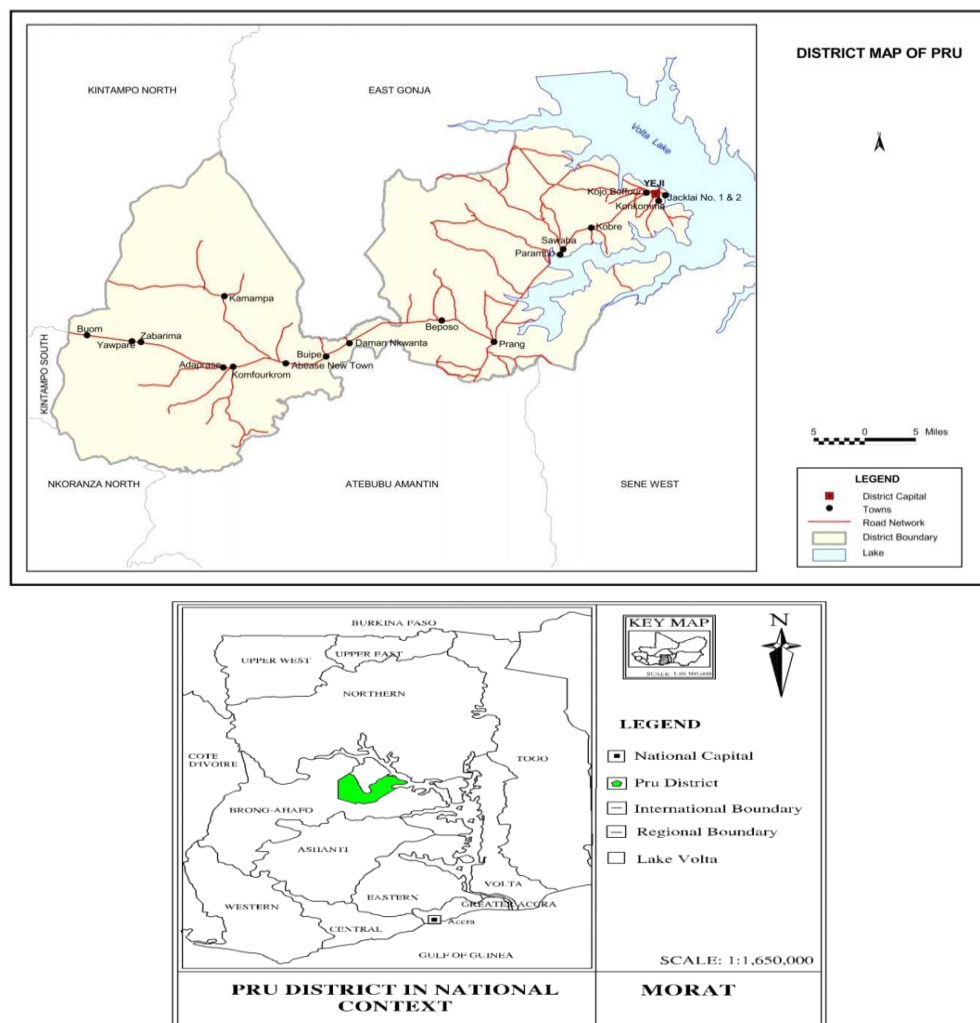 DISTRICT MAP OF PRU
KINTAMPO NORTH
EAST GONJA
Volta Lake
N
YEJI
Kojo Bolfour
Jacklai No. 1 & 2
Konkomma
Kobre
Sawaba
Parambo
Kamampa
Beposo
Buom
Zabarima
Yawpare
Daman Nkwanta
Prang
Buipe
Abease New Town
Adaprase
Komfourkrom
KINTAMPO SOUTH
5 0 5 Miles
NKORANZA NORTH
ATEBUBU AMANTIN
SENE WEST
LEGEND
District Capital
Towns
Road Network
District Boundary
Lake
BURKINA FASO
UPPER WEST
UPPER EAST
NORTHERN
COTE
D'IVOIRE
TOGO
BRONG-AHAFO
ASHANTI
VOLTA
EASTERN
GREATER ACCRA
WESTERN
CENTRAL
Accra
GULF OF GUINEA
KEY MAP
N
LEGEND
National Capital
Pru District
International Boundary
Regional Boundary
Lake Volta
SCALE: 1:1,650,000
PRU DISTRICT IN NATIONAL
CONTEXT
MORAT